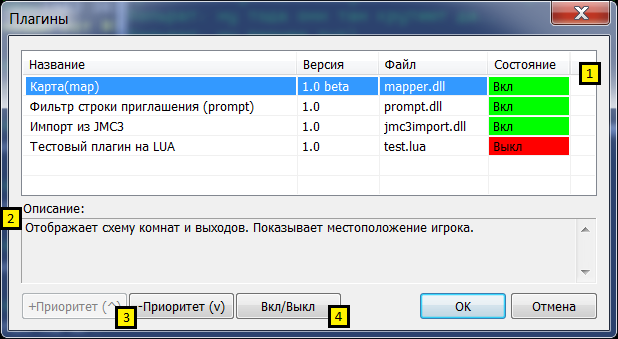 Плагины
Название Версия Файл Состояние
1
Карта(map) 1.0 beta mapper.dll Вкл
Фильтр строки приглашения (prompt) 1.0 prompt.dll Вкл
Импорт из JMC3 1.0 jmc3import.dll Вкл
Тестовый плагин на LUA 1.0 test.lua Выкл
Описание:
2
Отображает схему комнат и выходов. Показывает местоположение игрока.
+Приоритет (^) -Приоритет (v) Вкл/Выкл OK Отмена
3 4